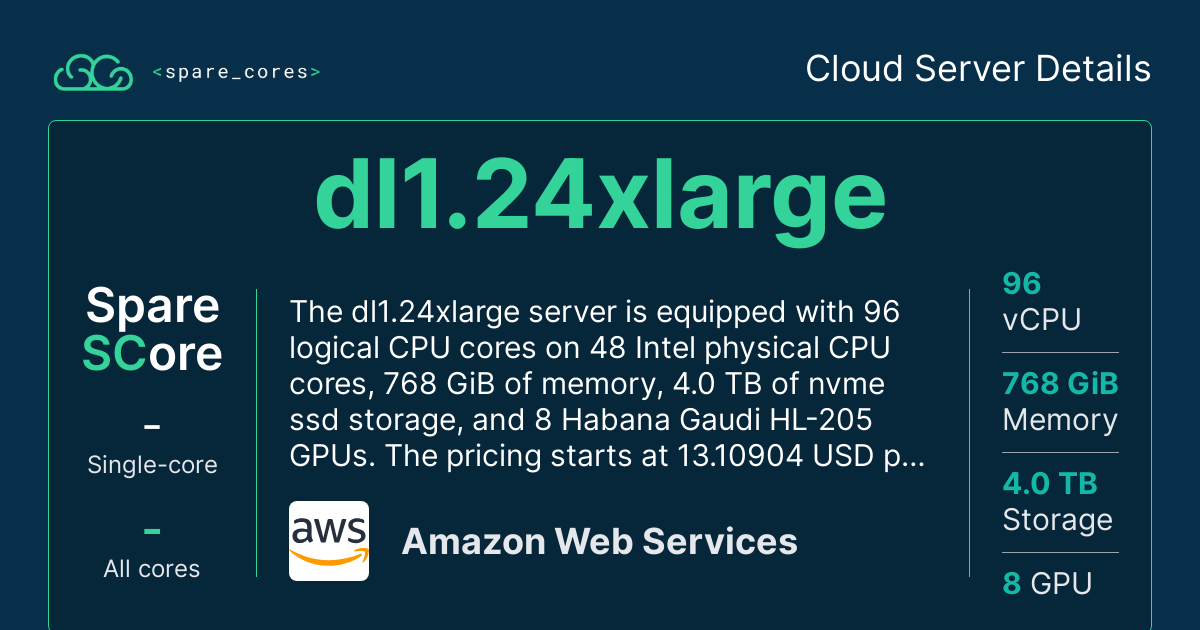 <spare_cores>
Cloud Server Details
dl1.24xlarge
Spare
SCore
-
Single-core
-
All cores
The dl1.24xlarge server is equipped with 96
logical CPU cores on 48 Intel physical CPU
cores, 768 GiB of memory, 4.0 TB of nvme
ssd storage, and 8 Habana Gaudi HL-205
GPUs. The pricing starts at 13.10904 USD p...
aws
Amazon Web Services
96
vCPU
768 GiB
Memory
4.0 TB
Storage
8 GPU